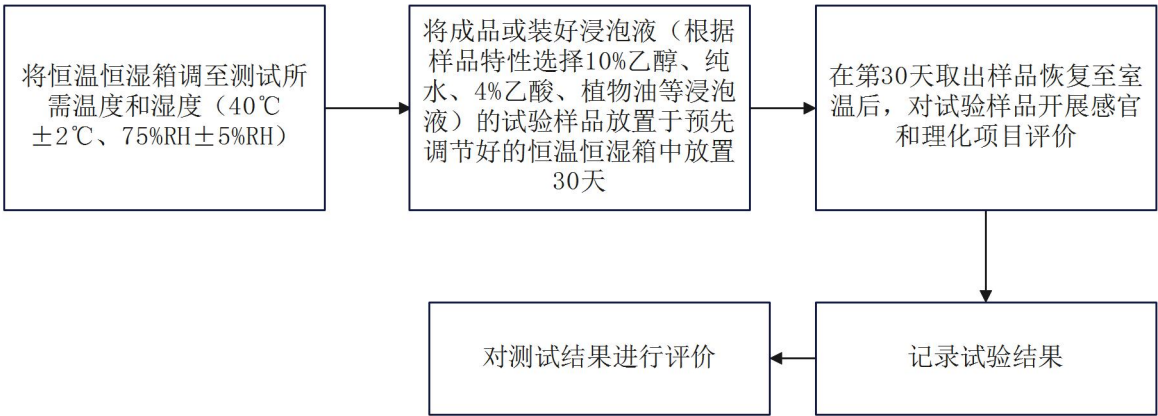 将恒温恒湿箱调至测试所
需温度和湿度（40℃
±2℃、75%RH±5%RH）
将成品或装好浸泡液（根据
样品特性选择10%乙醇、纯
水、4%乙酸、植物油等浸泡
液）的试验样品放置于预先
调节好的恒温恒湿箱中放置
30天
在第30天取出样品恢复至室
温后，对试验样品开展感官
和理化项目评价
记录试验结果
对测试结果进行评价